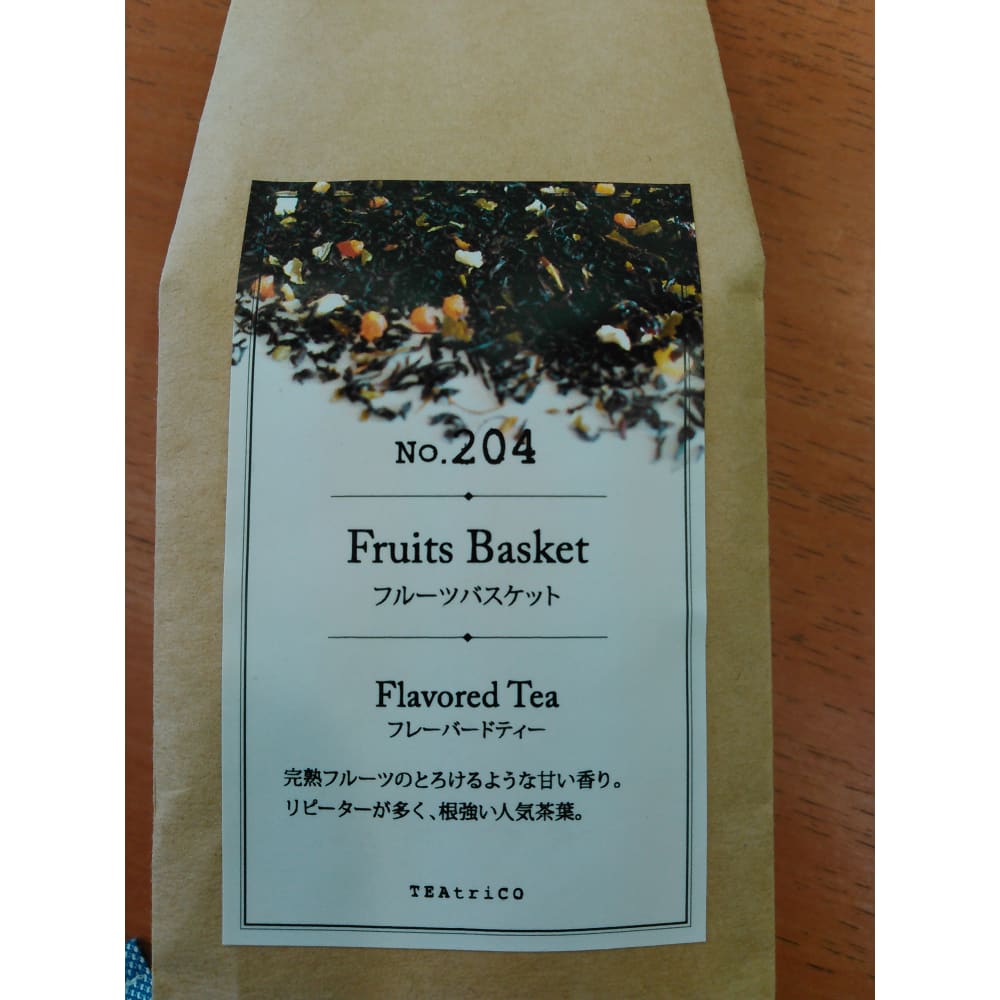 No.204
Fruits Basket
フルーツバスケット
Flavored Tea
フレーバードティー
完熟フルーツのとろけるような甘い香り。
リピーターが多く、根強い人気茶葉。
TEAtriCO